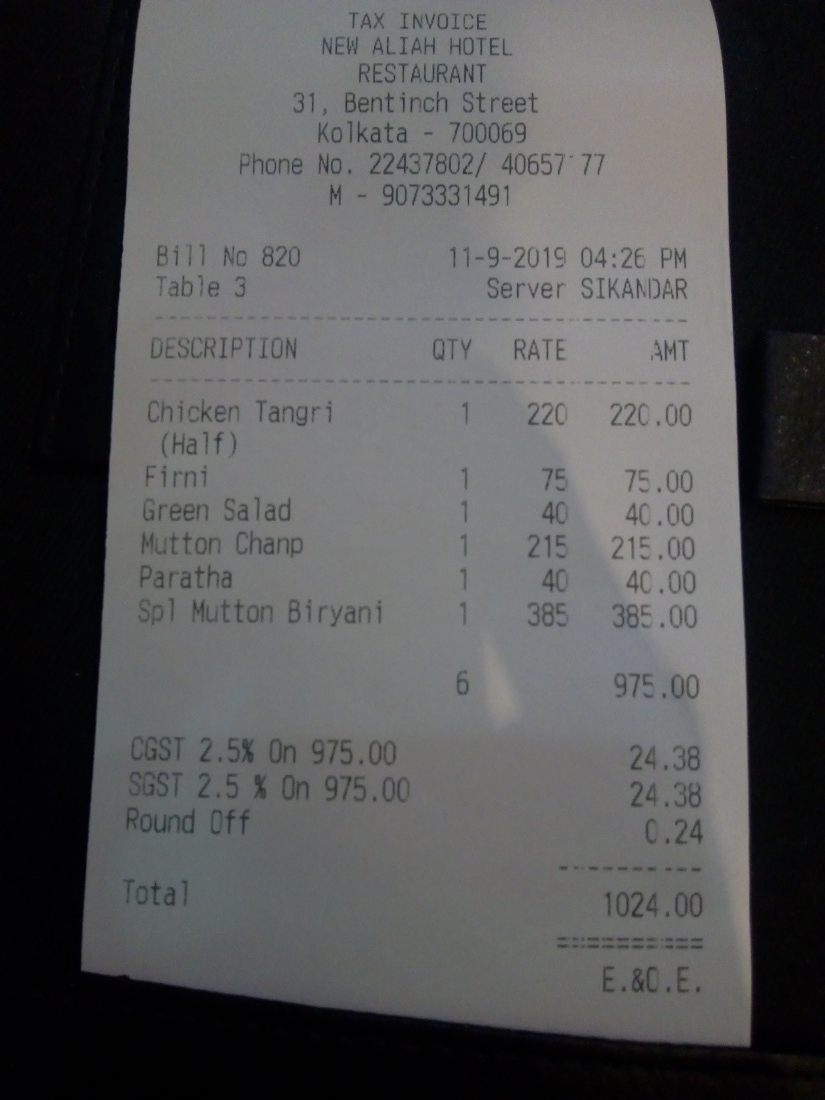 TAX INVOICE
NEW ALIAH HOTEL
RESTAURANT
31, Bentinch Street
Kolkata - 700069
Phone No. 22437802/
M - 9073331491
Bill No 820 11-9-2019 04:26 PM
Table 3 Server SIKANDAR
DESCRIPTION QTY RATE AMT
Chicken Tangri 1 220 220.00
(Half)
Firni 1 75 75.00
Green Salad 1 40 40.00
Mutton Chanp 1 215 215.00
Paratha 1 40 40.00
Spl Mutton Biryani 1 385 385.00
6 975.00
CGST 2.5% On 975.00 24.38
SGST 2.5 % On 975.00 24.38
Round Off 0.24
Total 1024.00
E.&O.E.